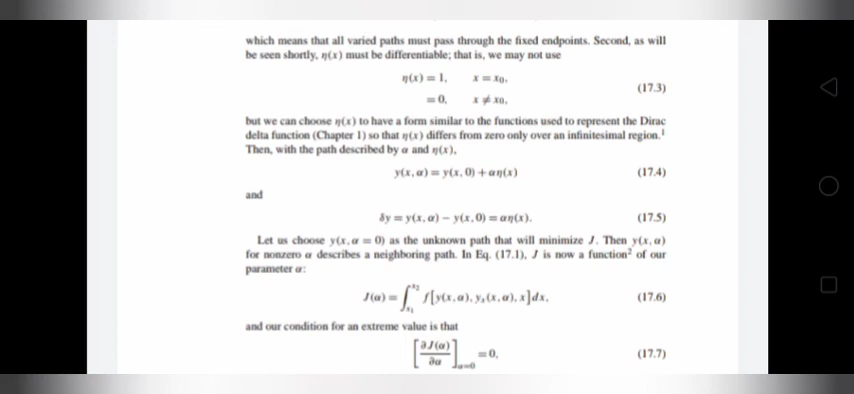 which means that all varied paths must pass through the fixed endpoints. Second, as will
be seen shortly, η(x) must be differentiable; that is, we may not use
η(x) = 1, x = x₀,
= 0, x ≠ x₀, (17.3)
but we can choose η(x) to have a form similar to the functions used to represent the Dirac
delta function (Chapter 1) so that η(x) differs from zero only over an infinitesimal region.¹
Then, with the path described by α and η(x),
y(x, α) = y(x, 0) + αη(x) (17.4)
and
δy = y(x, α) − y(x, 0) = αη(x). (17.5)
Let us choose y(x, α = 0) as the unknown path that will minimize J. Then y(x, α)
for nonzero α describes a neighboring path. In Eq. (17.1), J is now a function² of our
parameter α:
J(α) = ∫ₓ₁ˣ² f[y(x, α), yₓ(x, α), x] dx, (17.6)
and our condition for an extreme value is that
[∂J(α)/∂α]α=0 = 0, (17.7)